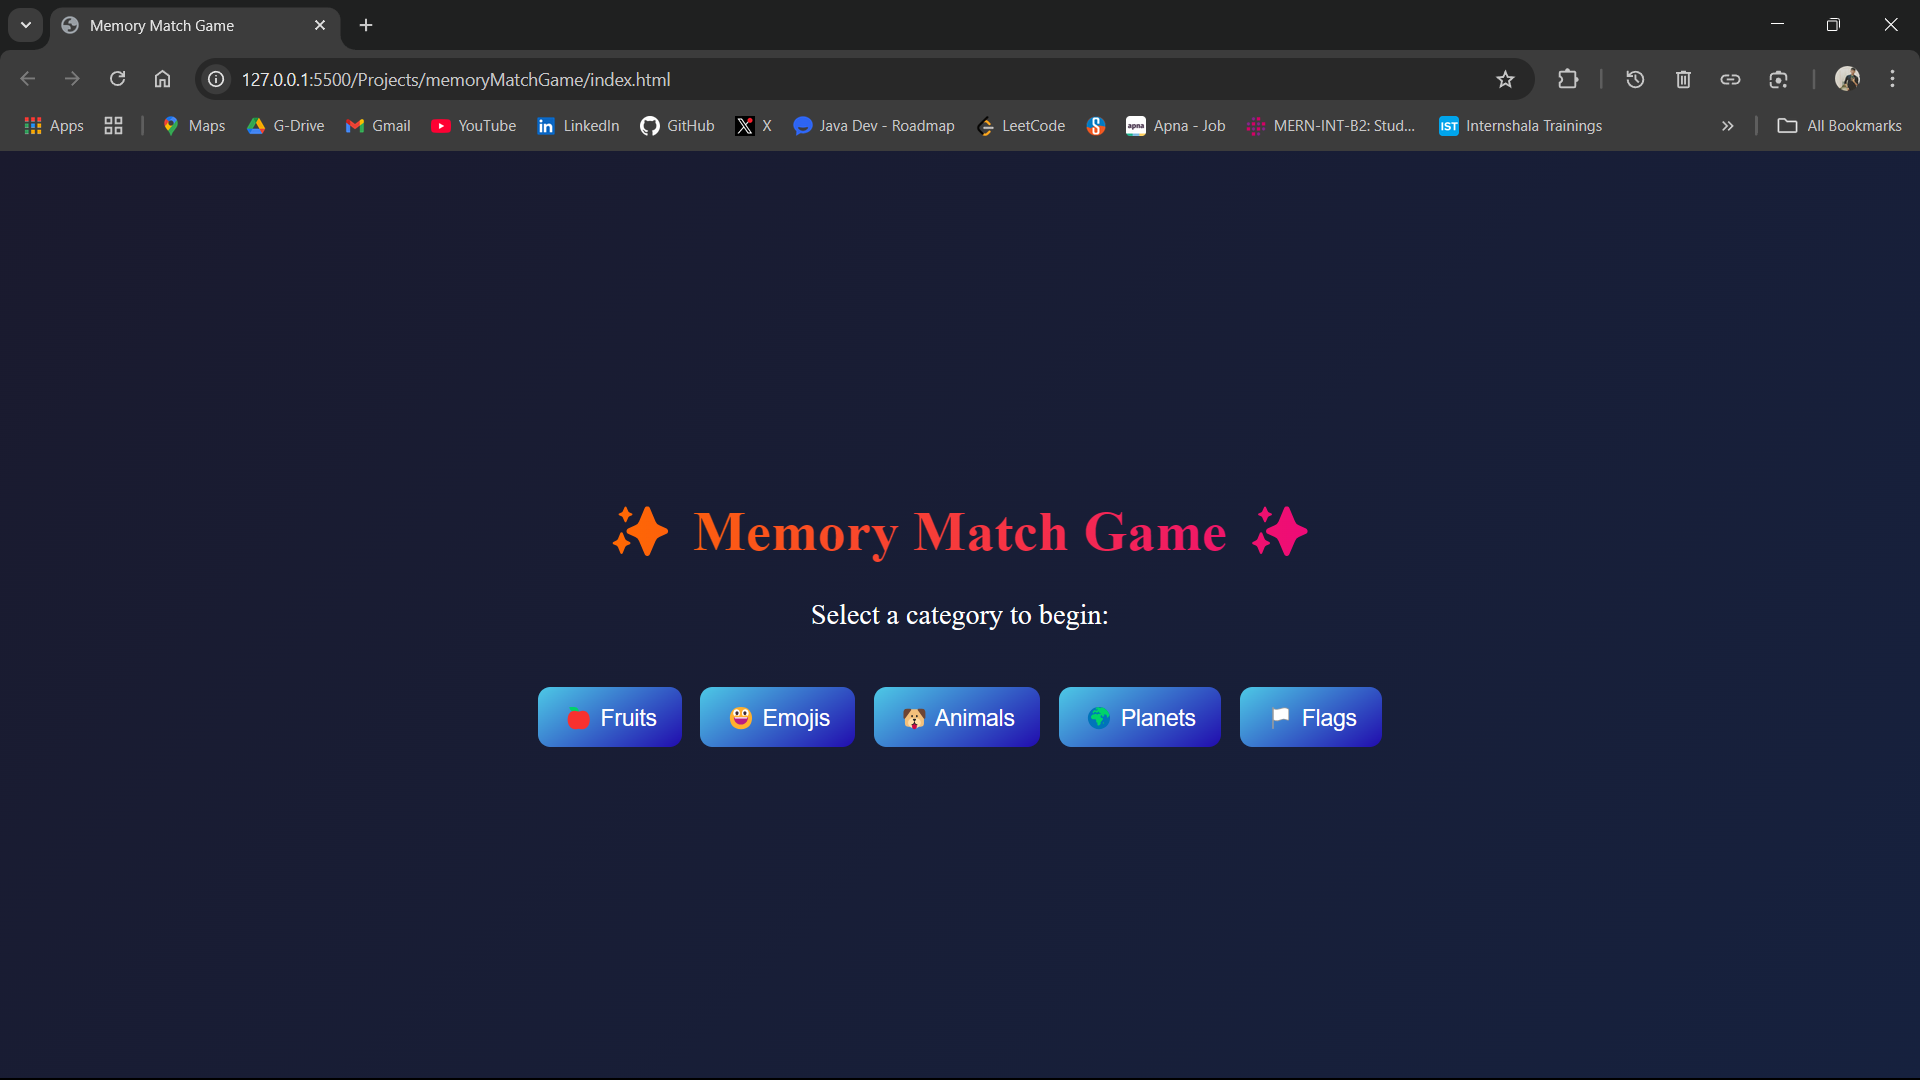 Memory Match Game
127.0.0.1:5500/Projects/memoryMatchGame/index.html
Apps Maps G-Drive Gmail YouTube LinkedIn GitHub X Java Dev - Roadmap LeetCode apna Apna - Job MERN-INT-B2: Stud... IST Internshala Trainings » All Bookmarks
✨ Memory Match Game ✨
Select a category to begin:
🍎 Fruits 😃 Emojis 🐶 Animals 🌍 Planets 🏳️ Flags